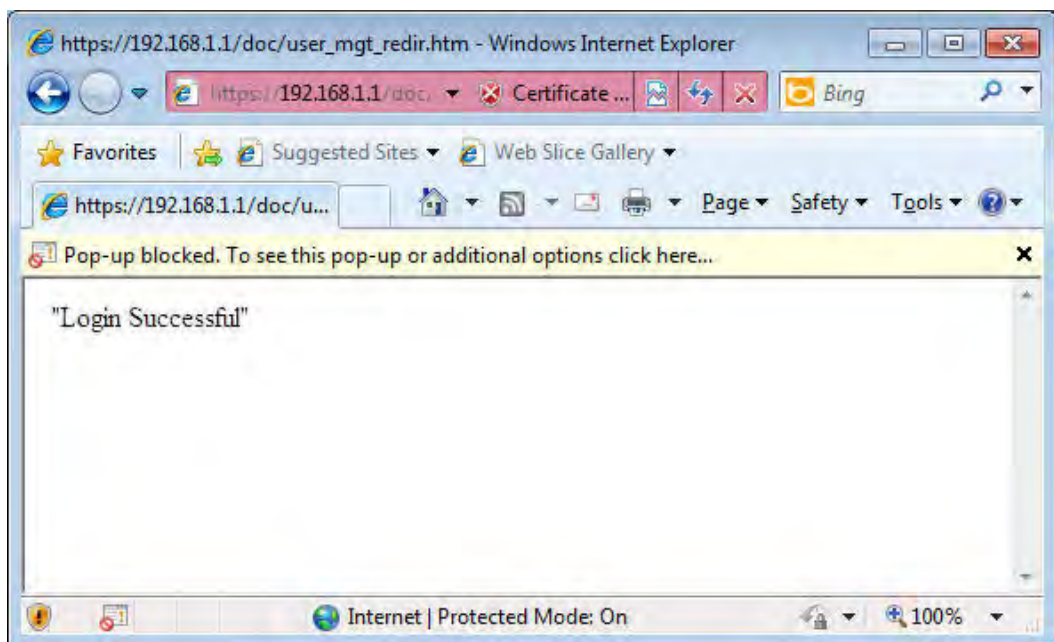 https://192.168.1.1/doc/user_mgt_redir.htm - Windows Internet Explorer
https://192.168.1.1/doc. Certificate ... Bing
Favorites Suggested Sites Web Slice Gallery
https://192.168.1.1/doc/u... Page Safety Tools
Pop-up blocked. To see this pop-up or additional options click here...
"Login Successful"
Internet | Protected Mode: On 100%